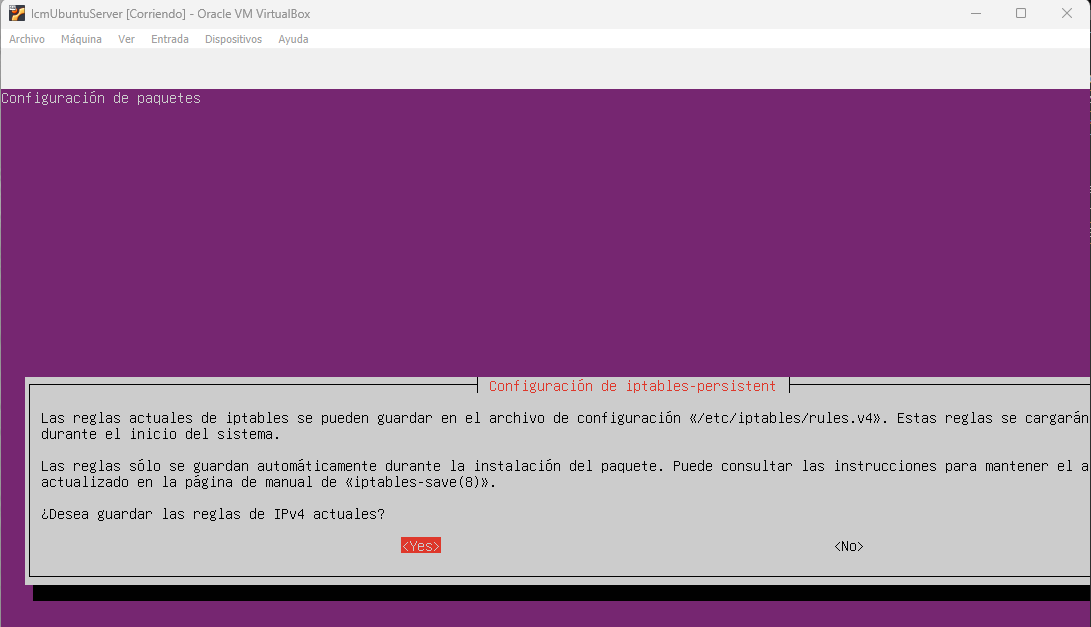 lcmUbuntuServer [Corriendo] - Oracle VM VirtualBox
Archivo Máquina Ver Entrada Dispositivos Ayuda
Configuración de paquetes
Configuración de iptables-persistent
Las reglas actuales de iptables se pueden guardar en el archivo de configuración «/etc/iptables/rules.v4». Estas reglas se cargarán
durante el inicio del sistema.
Las reglas sólo se guardan automáticamente durante la instalación del paquete. Puede consultar las instrucciones para mantener el a
actualizado en la página de manual de «iptables-save(8)».
¿Desea guardar las reglas de IPv4 actuales?
<Yes> <No>